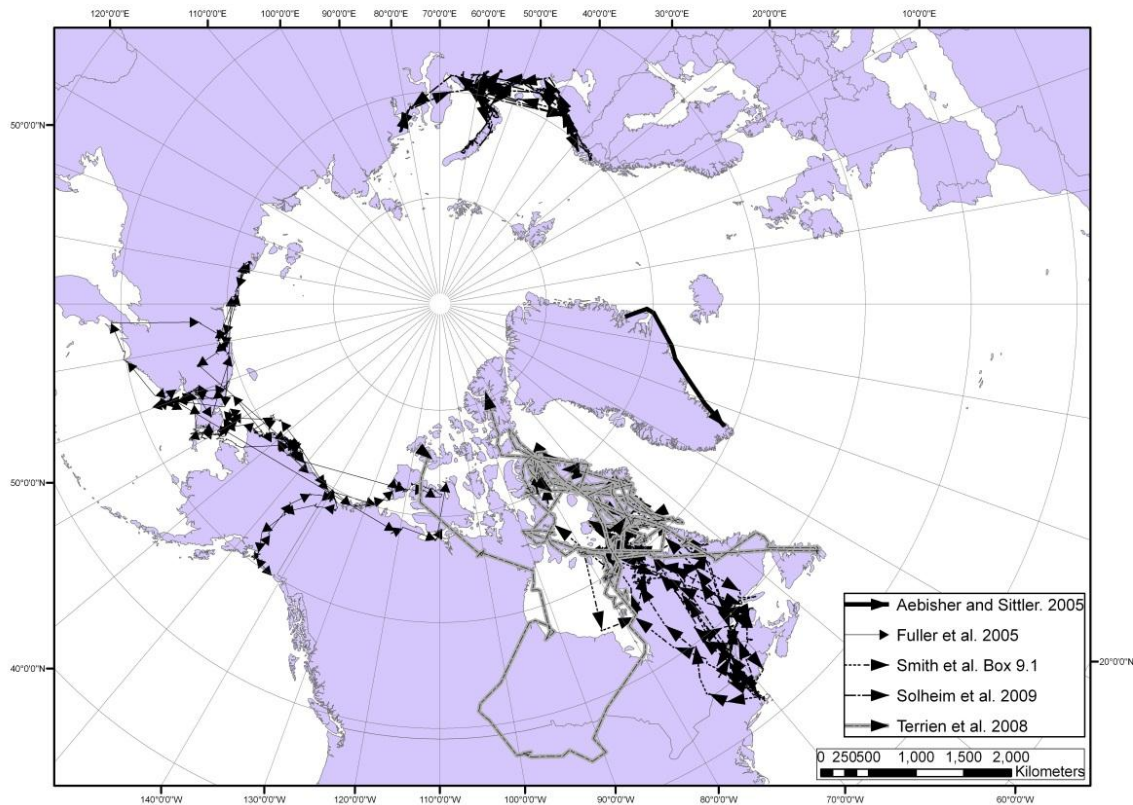 120°0'0"E 110°0'0"E 100°0'0"E 90°0'0"E 80°0'0"E 70°0'0"E 60°0'0"E 50°0'0"E 40°0'0"E 30°0'0"E 20°0'0"E 10°0'0"E 0°0'0"
50°0'0"N
50°0'0"N
40°0'0"N
20°0'0"W
Aebisher and Sittler. 2005
Fuller et al. 2005
Smith et al. Box 9.1
Solheim et al. 2009
Terrien et al. 2008
0 250500 1,000 1,500 2,000
Kilometers
140°0'0"W 130°0'0"W 120°0'0"W 110°0'0"W 100°0'0"W 90°0'0"W 80°0'0"W 70°0'0"W 60°0'0"W